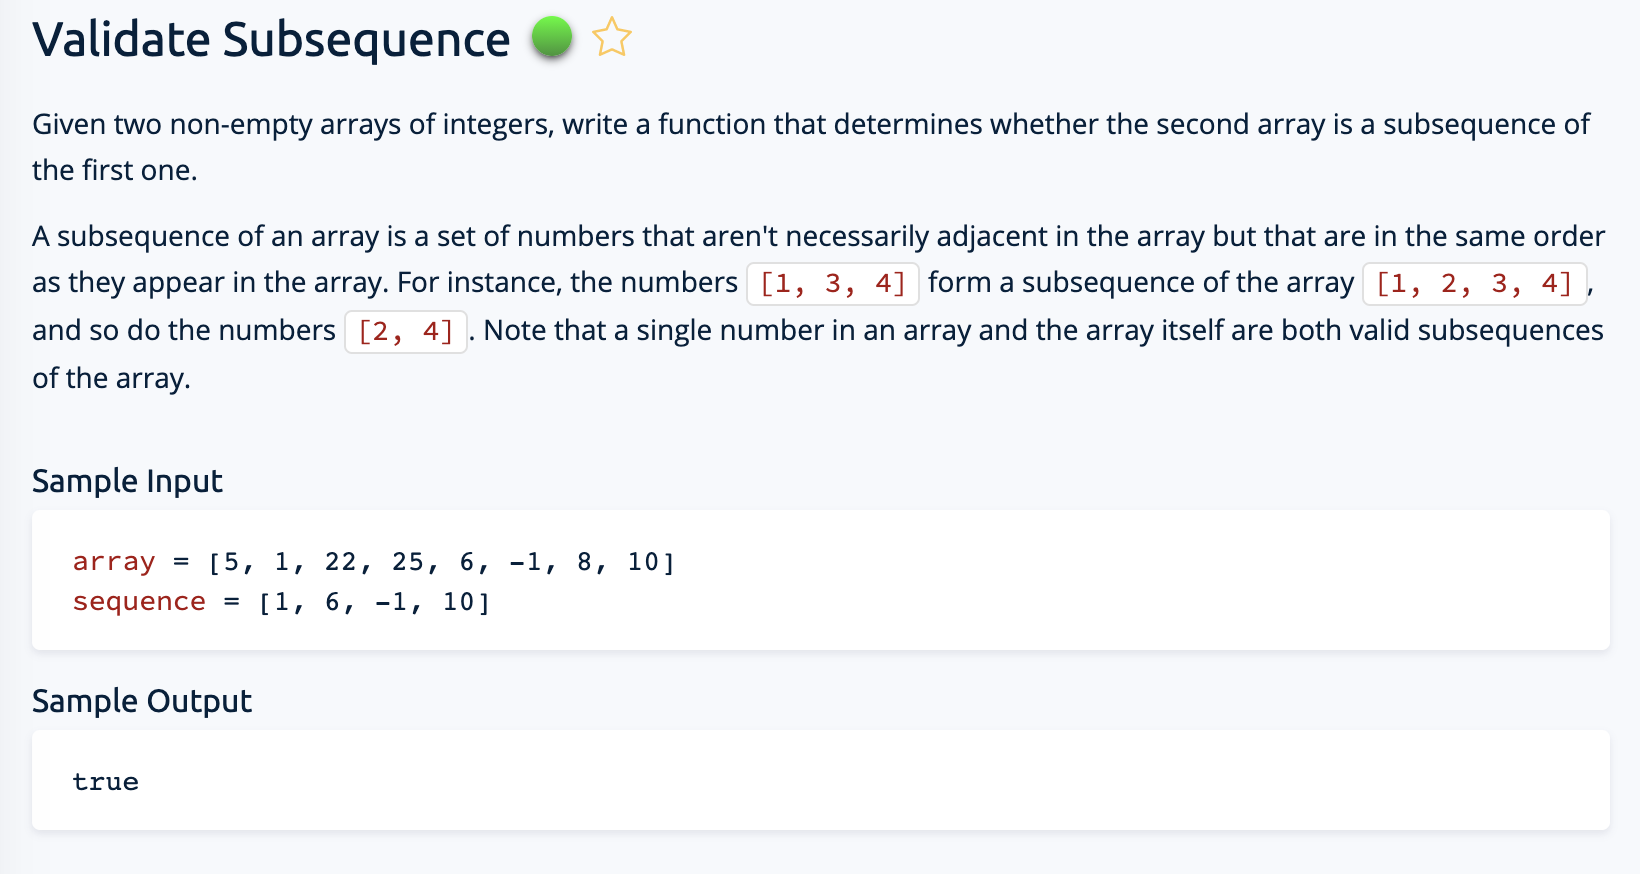 Validate Subsequence
Given two non-empty arrays of integers, write a function that determines whether the second array is a subsequence of
the first one.
A subsequence of an array is a set of numbers that aren't necessarily adjacent in the array but that are in the same order
as they appear in the array. For instance, the numbers [1, 3, 4] form a subsequence of the array [1, 2, 3, 4],
and so do the numbers [2, 4]. Note that a single number in an array and the array itself are both valid subsequences
of the array.
Sample Input
array = [5, 1, 22, 25, 6, -1, 8, 10]
sequence = [1, 6, -1, 10]
Sample Output
true